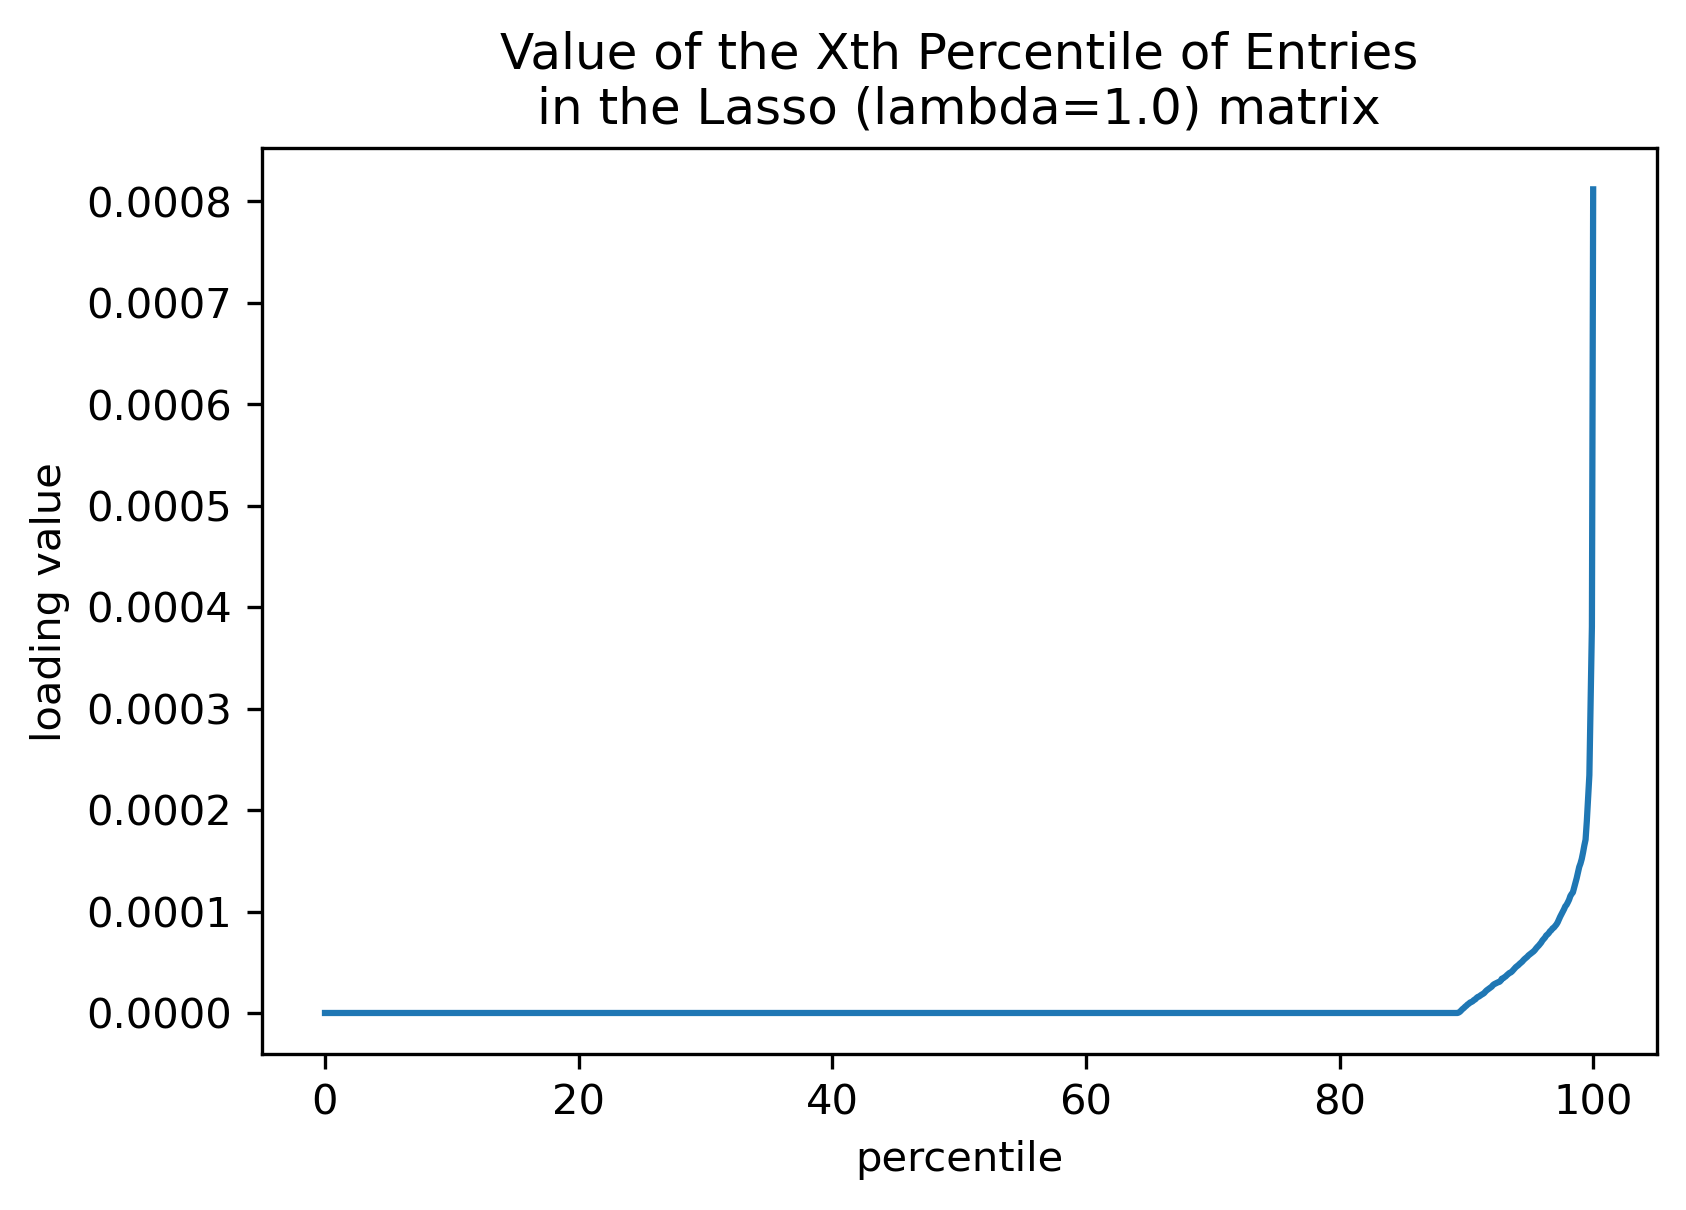 Value of the Xth Percentile of Entries
in the Lasso (lambda=1.0) matrix
0.0008
0.0007
0.0006
0.0005
0.0004
0.0003
0.0002
0.0001
0.0000
loading value
0 20 40 60 80 100
percentile